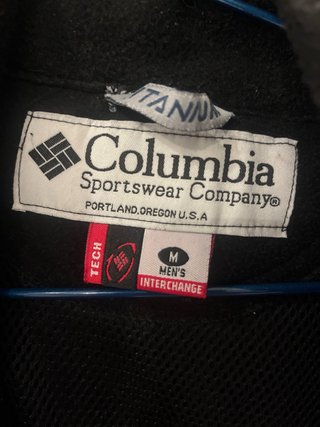 TANIUM
Columbia
Sportswear Company®
PORTLAND.OREGON U.S.A
TECH
M
MEN'S
INTERCHANGE